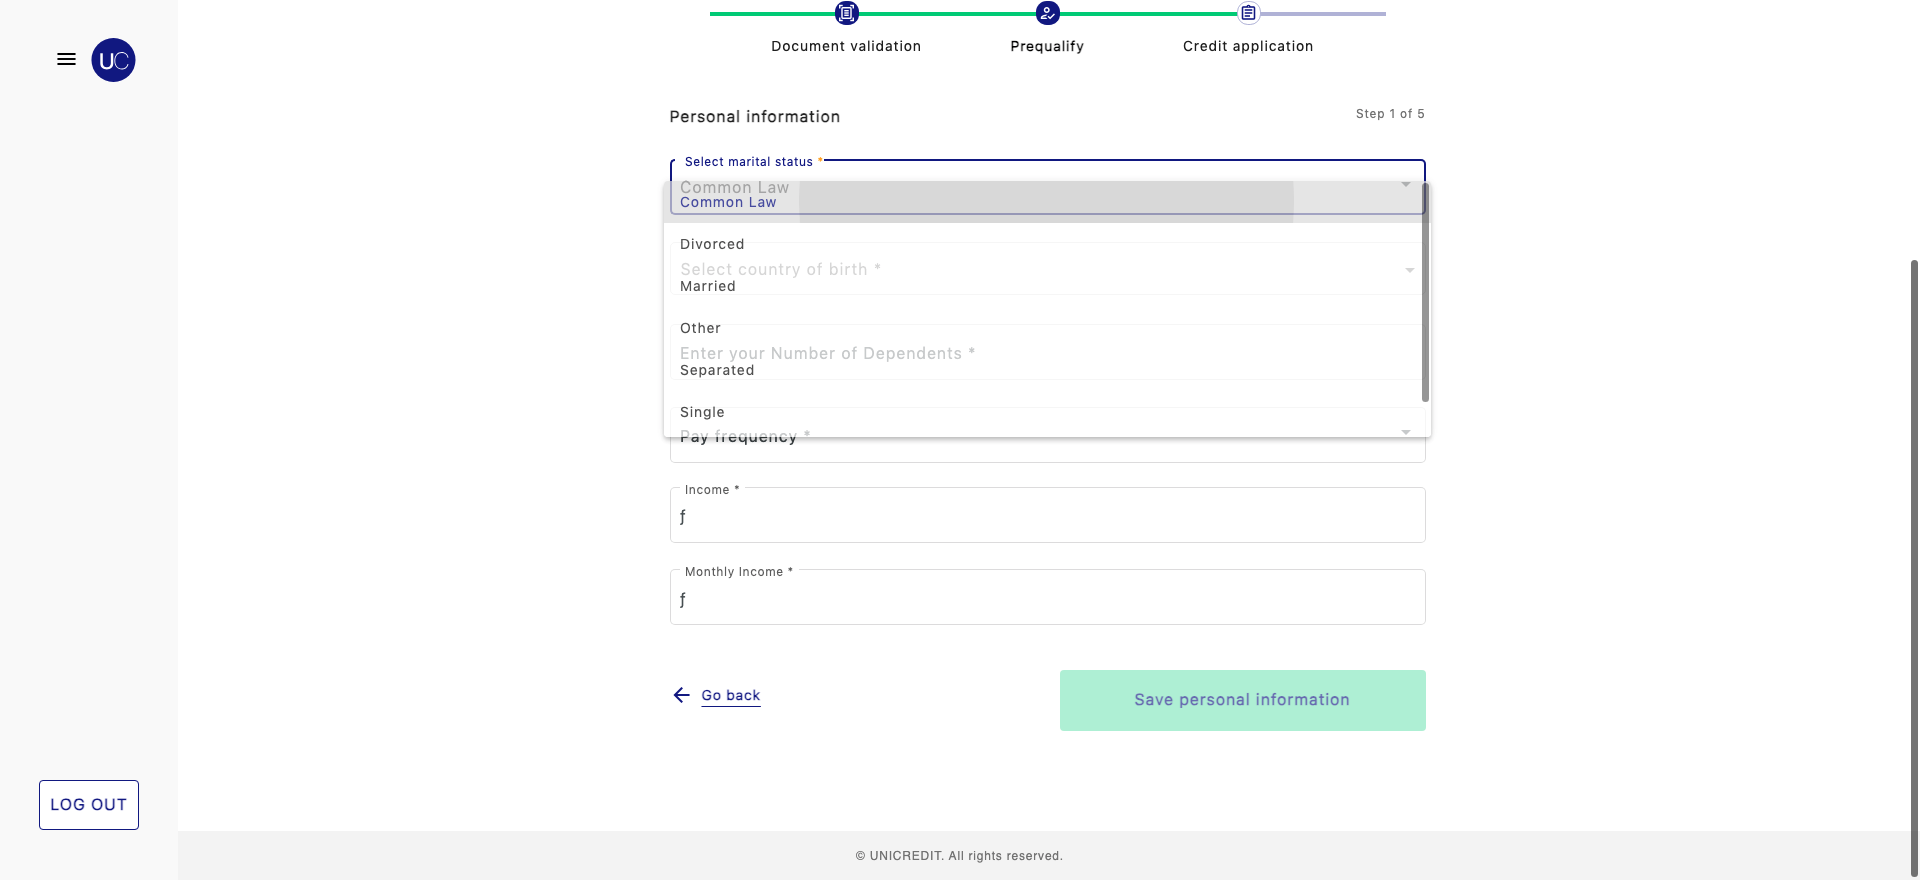 UC
Document validation
Prequalify
Credit application
Personal information
Step 1 of 5
Select marital status *
Common Law
Common Law
Divorced
Select country of birth *
Married
Other
Enter your Number of Dependents *
Separated
Single
Pay frequency *
Income *
ƒ
Monthly Income *
ƒ
Go back
Save personal information
LOG OUT
© UNICREDIT. All rights reserved.